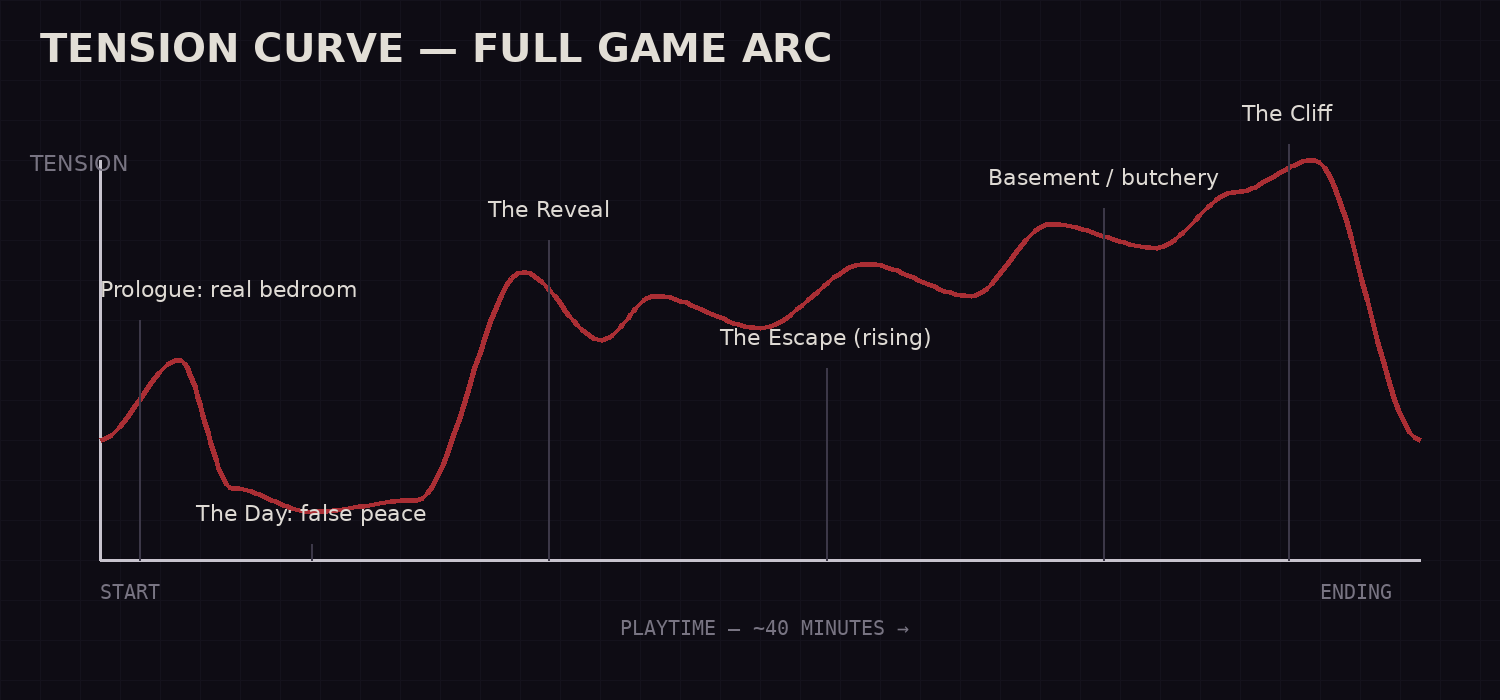 TENSION CURVE — FULL GAME ARC
The Cliff
TENSION
Basement / butchery
The Reveal
Prologue: real bedroom
The Escape (rising)
The Day: false peace
START
ENDING
PLAYTIME — ~40 MINUTES →